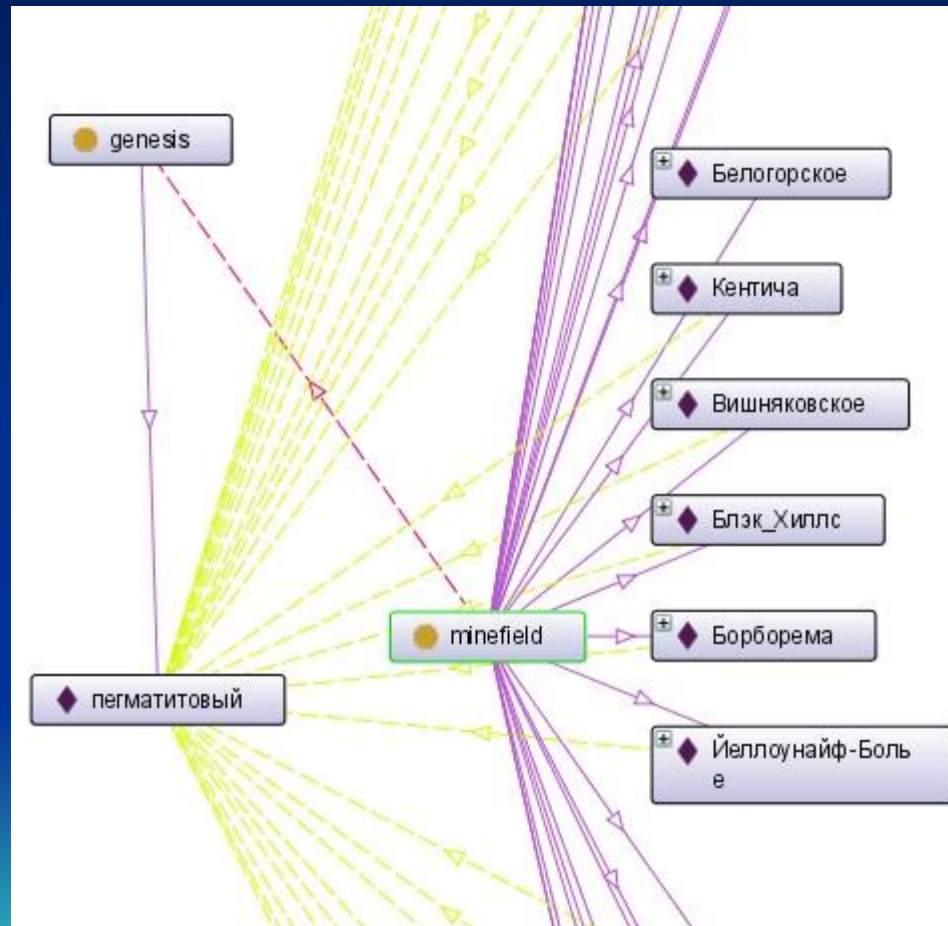 genesis
Белогорское
Кентича
Вишняковское
Блэк_Хиллс
minefield
Борборема
пегматитовый
Йеллоунайф-Боль
е